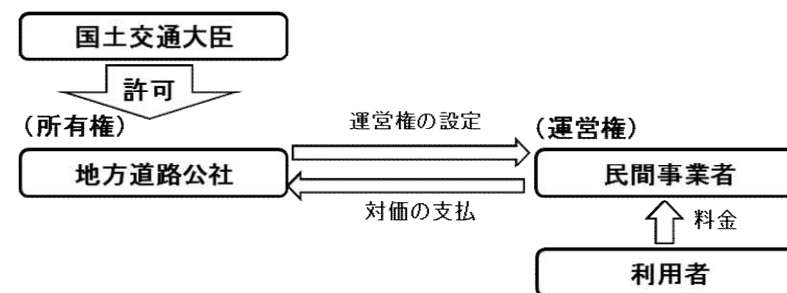 国土交通大臣
許可
(所有権)
運営権の設定
(運営権)
地方道路公社
民間事業者
対価の支払
料金
利用者